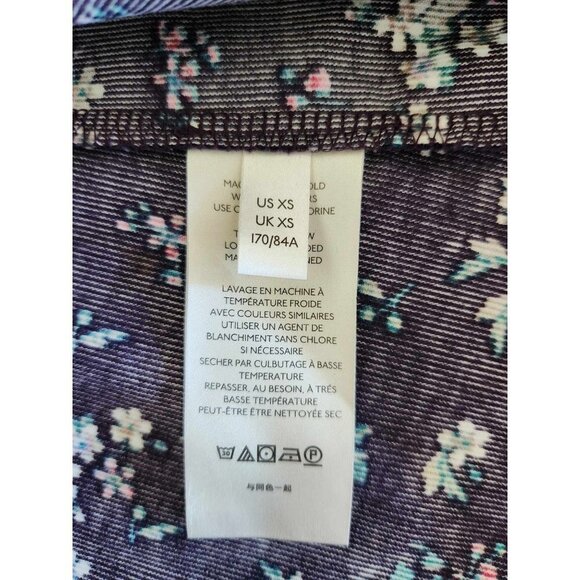 US XS
UK XS
170/84A
LAVAGE EN MACHINE À
TEMPÉRATURE FROIDE
AVEC COULEURS SIMILAIRES
UTILISER UN AGENT DE
BLANCHIMENT SANS CHLORE
SI NÉCESSAIRE
SECHER PAR CULBUTAGE À BASSE
TEMPERATURE
REPASSER, AU BESOIN, À TRÉS
BASSE TEMPÉRATURE
PEUT-ÊTRE ÊTRE NETTOYÉE SEC
30 P
与同色一起